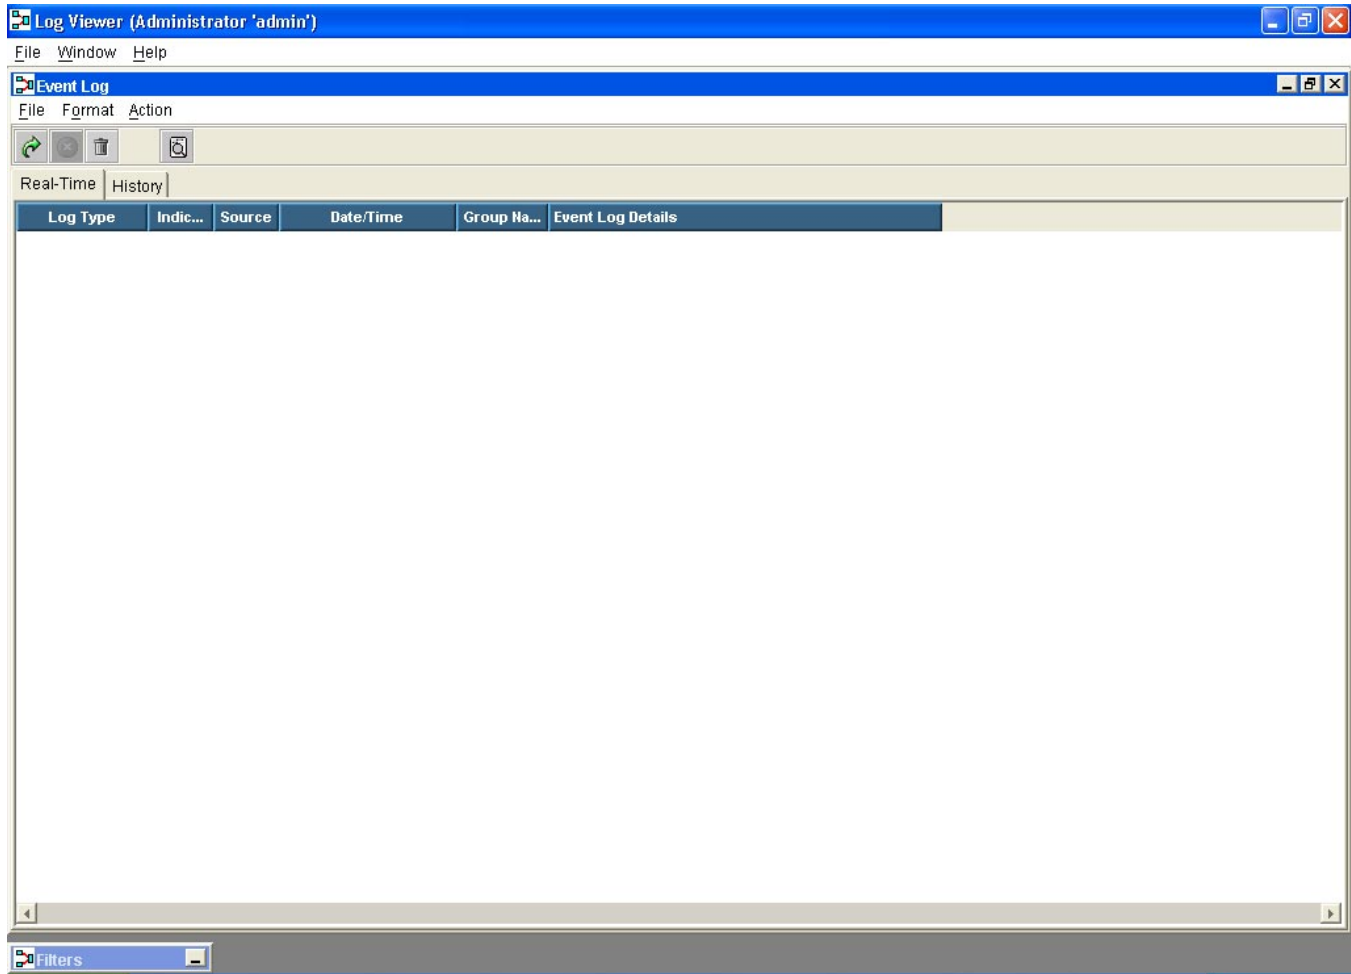 Log Viewer (Administrator 'admin')
File Window Help
Event Log
File Format Action
Real-Time History
Log Type Indic... Source Date/Time Group Na... Event Log Details
Filters